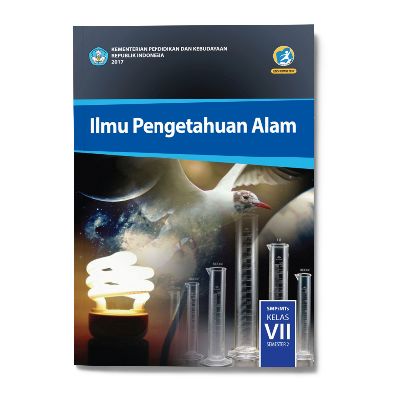 KEMENTERIAN PENDIDIKAN DAN KEBUDAYAAN
REPUBLIK INDONESIA
2017
Ilmu Pengetahuan Alam
SMP/MTs
KELAS
VII
SEMESTER 2